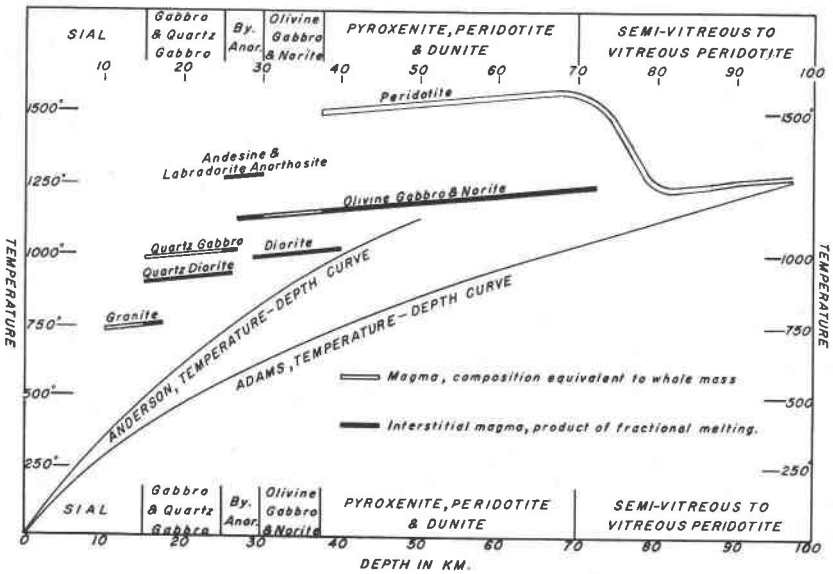 SIAL
Gabbro
& Quartz
Gabbro
By.
Anor.
Olivine
Gabbro
& Norite
PYROXENITE, PERIDOTITE
& DUNITE
SEMI-VITREOUS TO
VITREOUS PERIDOTITE
10 20 30 40 50 60 70 80 90 100
1500°
1250°
1000°
750°
500°
250°
TEMPERATURE
Peridotite
Andesine &
Labradorite Anorthosite
Olivine Gabbro & Norite
Quartz Gabbro
Diorite
Quartz Diorite
Granite
ANDERSON, TEMPERATURE-DEPTH CURVE
ADAMS, TEMPERATURE-DEPTH CURVE
Magma, composition equivalent to whole mass
Interstitial magma, product of fractional melting.
1500°
1000°
750°
500°
250°
TEMPERATURE
SIAL
Gabbro
& Quartz
Gabbro
By.
Anor.
Olivine
Gabbro
& Norite
PYROXENITE, PERIDOTITE
& DUNITE
SEMI-VITREOUS TO
VITREOUS PERIDOTITE
0 10 20 30 40 50 60 70 80 90 100
DEPTH IN KM.